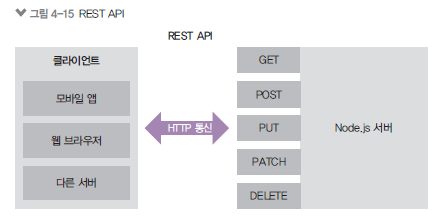 그림 4-15 REST API
REST API
클라이언트
모바일 앱
웹 브라우저
다른 서버
HTTP 통신
GET
POST
PUT
PATCH
DELETE
Node.js 서버